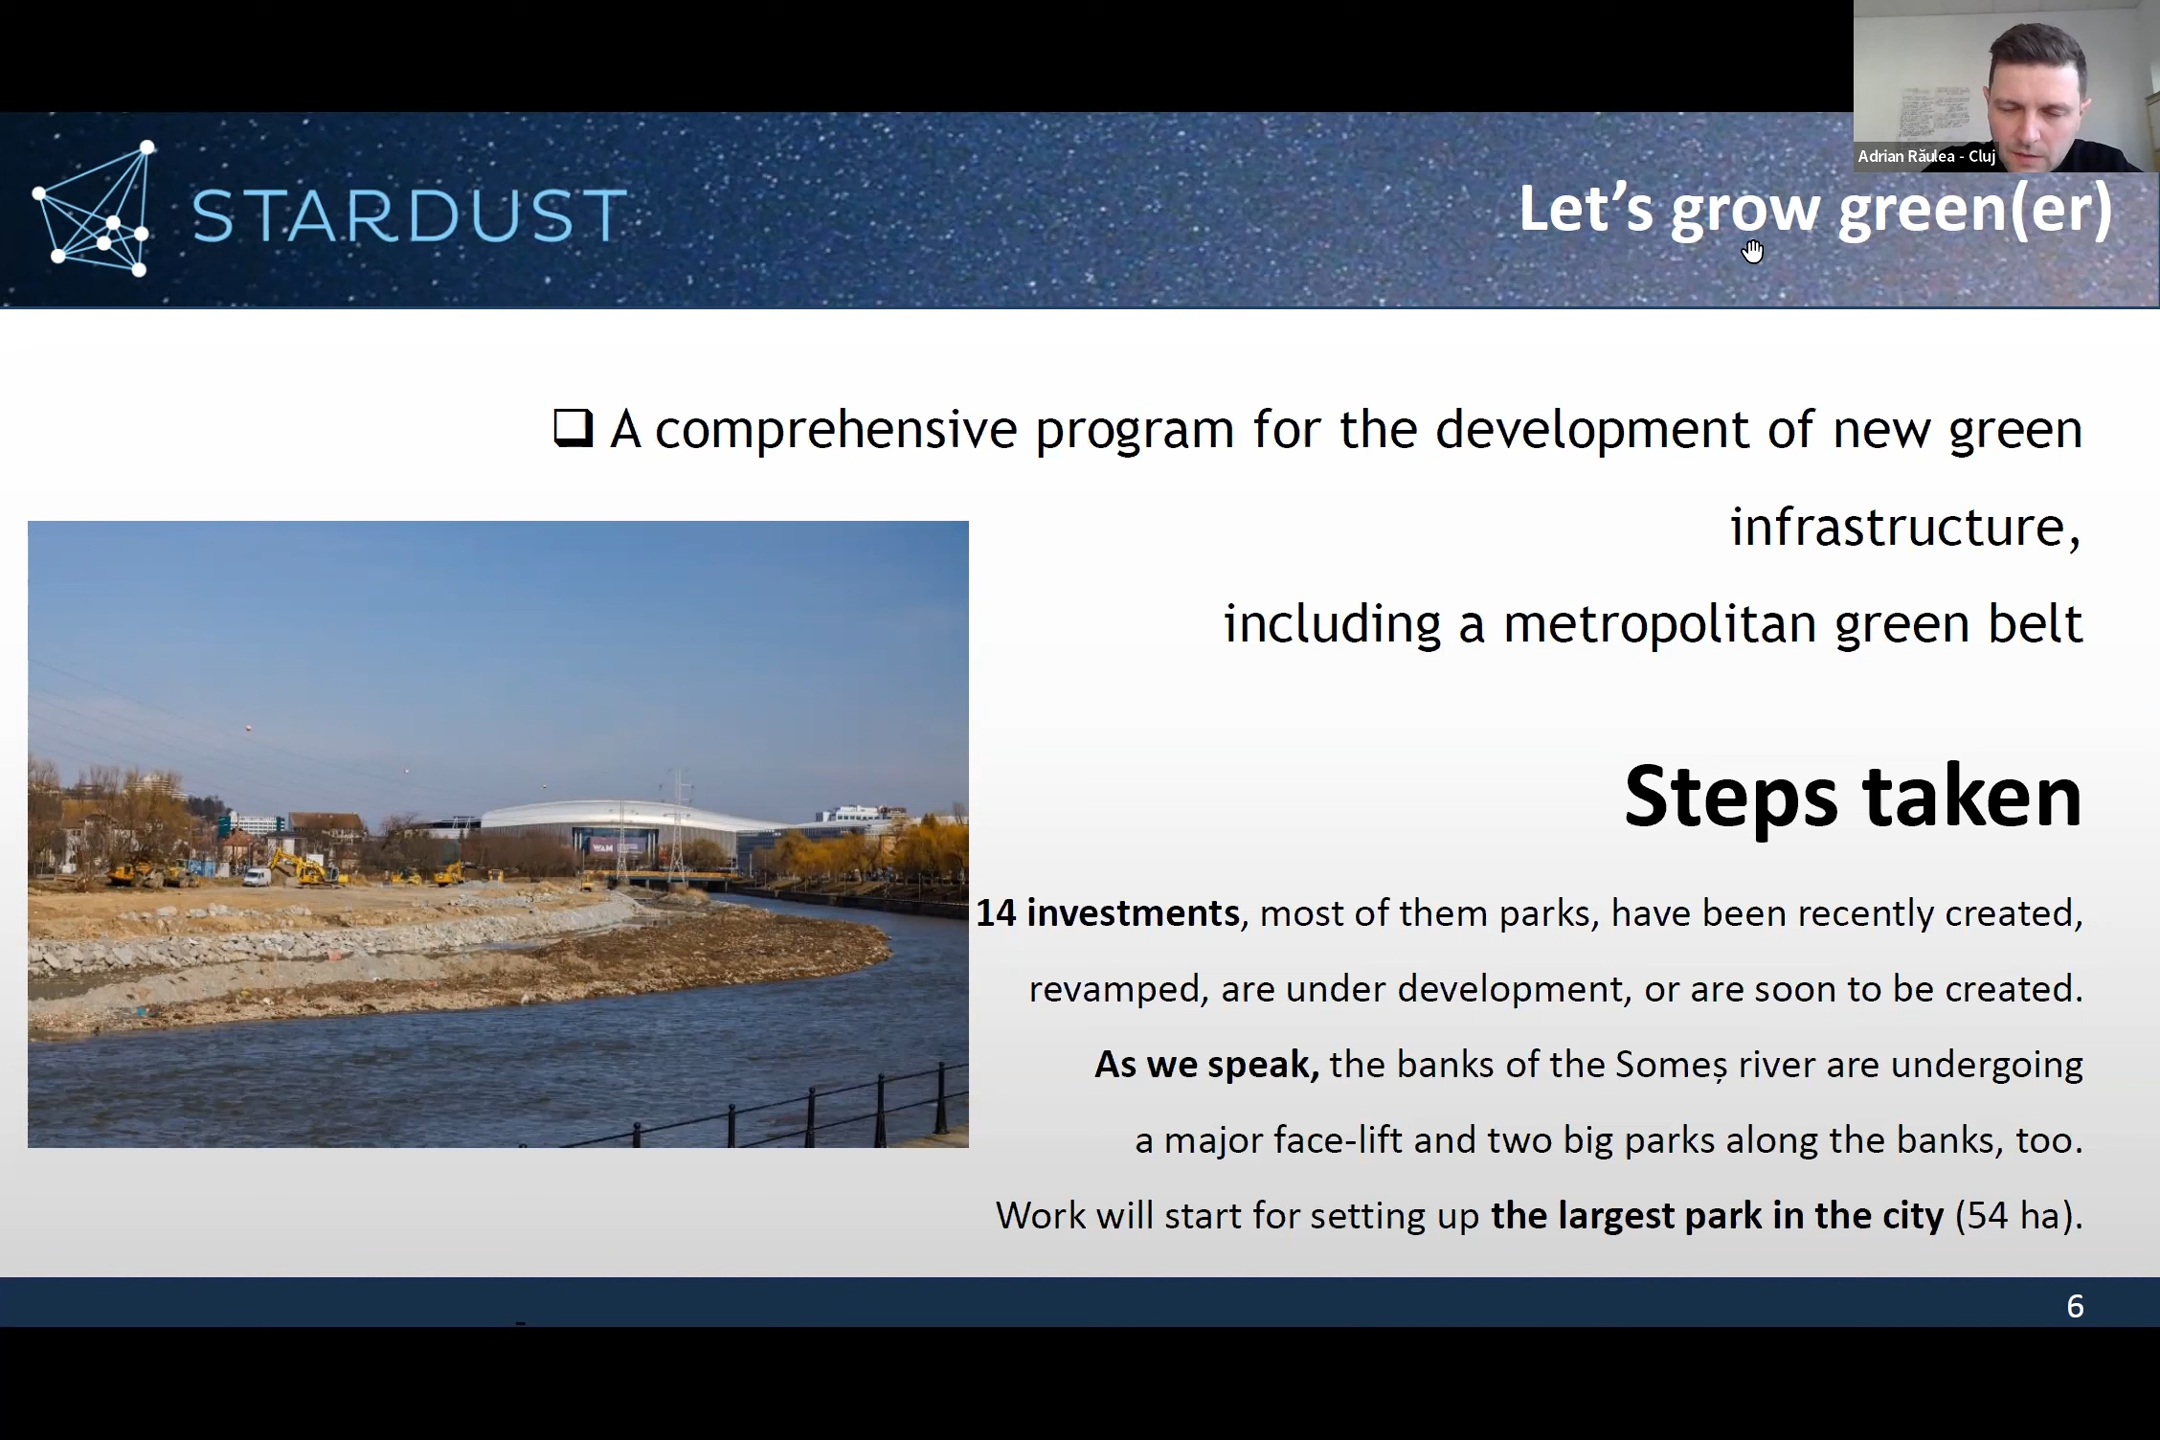 Adrian Răulea - Cluj
STARDUST
Let’s grow green(er)
A comprehensive program for the development of new green
infrastructure,
including a metropolitan green belt
Steps taken
14 investments, most of them parks, have been recently created,
revamped, are under development, or are soon to be created.
As we speak, the banks of the Someș river are undergoing
a major face-lift and two big parks along the banks, too.
Work will start for setting up the largest park in the city (54 ha).
6